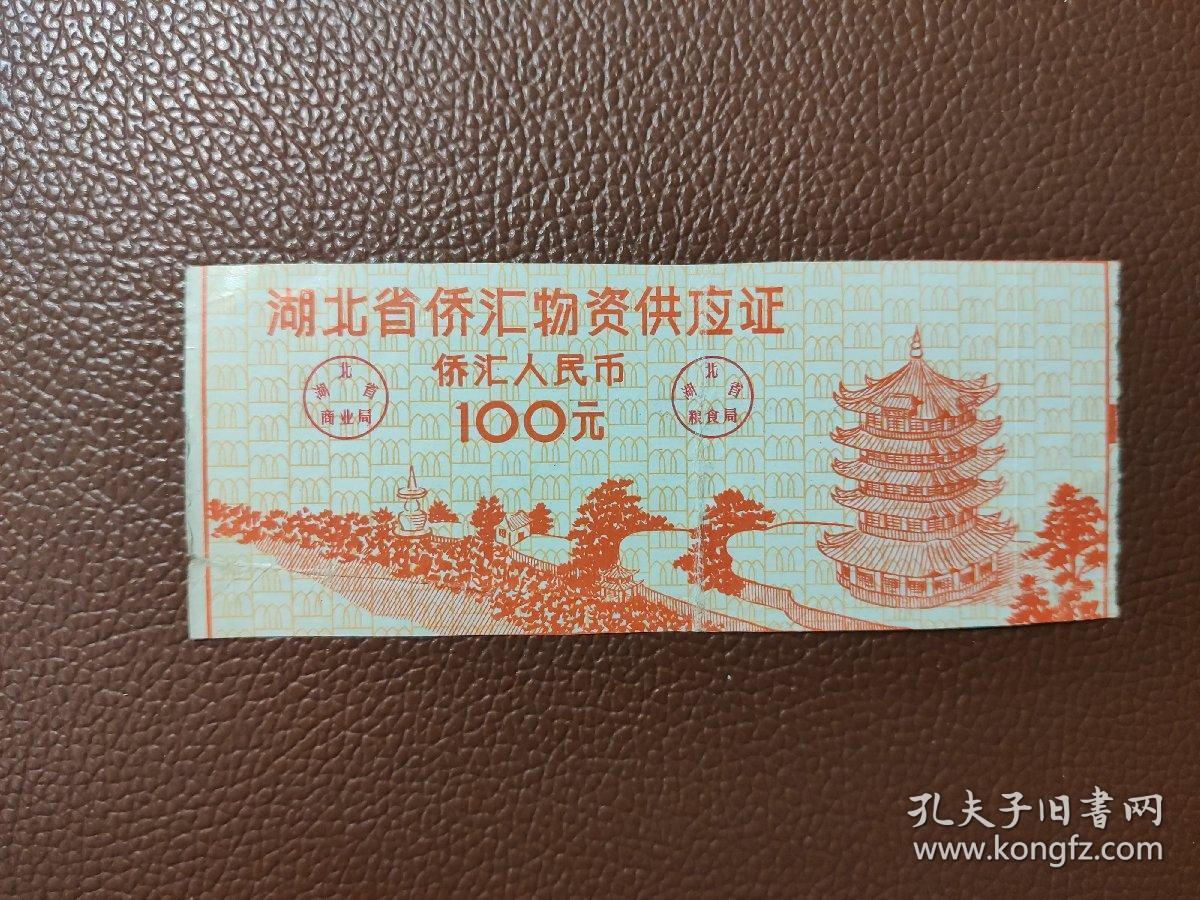 湖北省侨汇物资供应证
侨汇人民币
100元
湖北省
商业局
湖北省
粮食局
孔夫子旧書网
www.kongfz.com